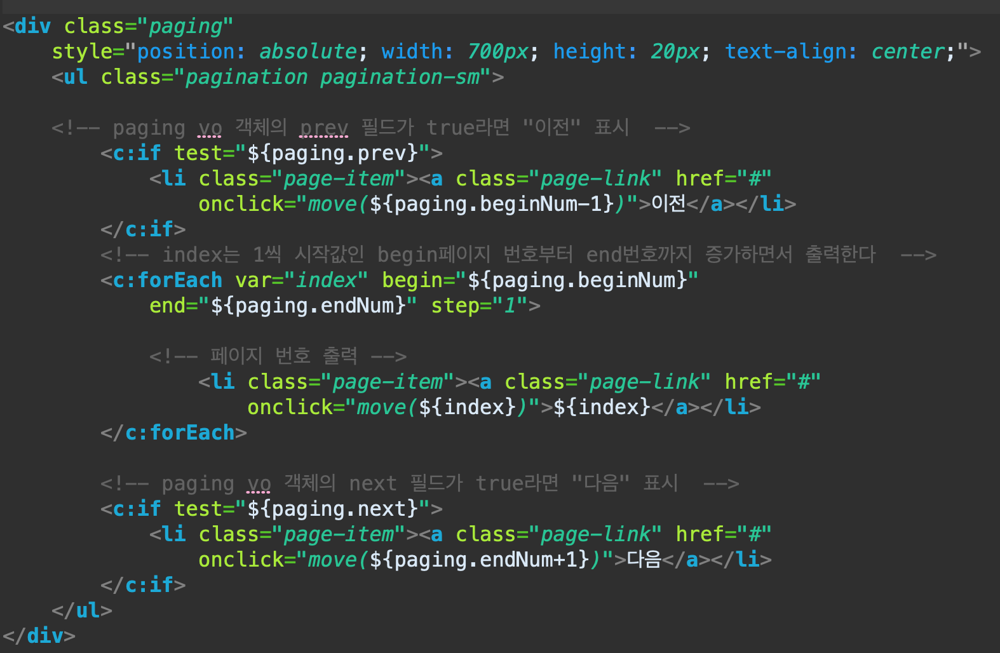 <div class="paging"
style="position: absolute; width: 700px; height: 20px; text-align: center;">
<ul class="pagination pagination-sm">
<!-- paging vo 객체의 prev 필드가 true라면 "이전" 표시  -->
<c:if test="${paging.prev}">
<li class="page-item"><a class="page-link" href="#"
onclick="move(${paging.beginNum-1})">이전</a></li>
</c:if>
<!-- index는 1씩 시작값인 begin페이지 번호부터 end번호까지 증가하면서 출력한다  -->
<c:forEach var="index" begin="${paging.beginNum}"
end="${paging.endNum}" step="1">
<!-- 페이지 번호 출력 -->
<li class="page-item"><a class="page-link" href="#"
onclick="move(${index})">${index}</a></li>
</c:forEach>
<!-- paging vo 객체의 next 필드가 true라면 "다음" 표시  -->
<c:if test="${paging.next}">
<li class="page-item"><a class="page-link" href="#"
onclick="move(${paging.endNum+1})">다음</a></li>
</c:if>
</ul>
</div>